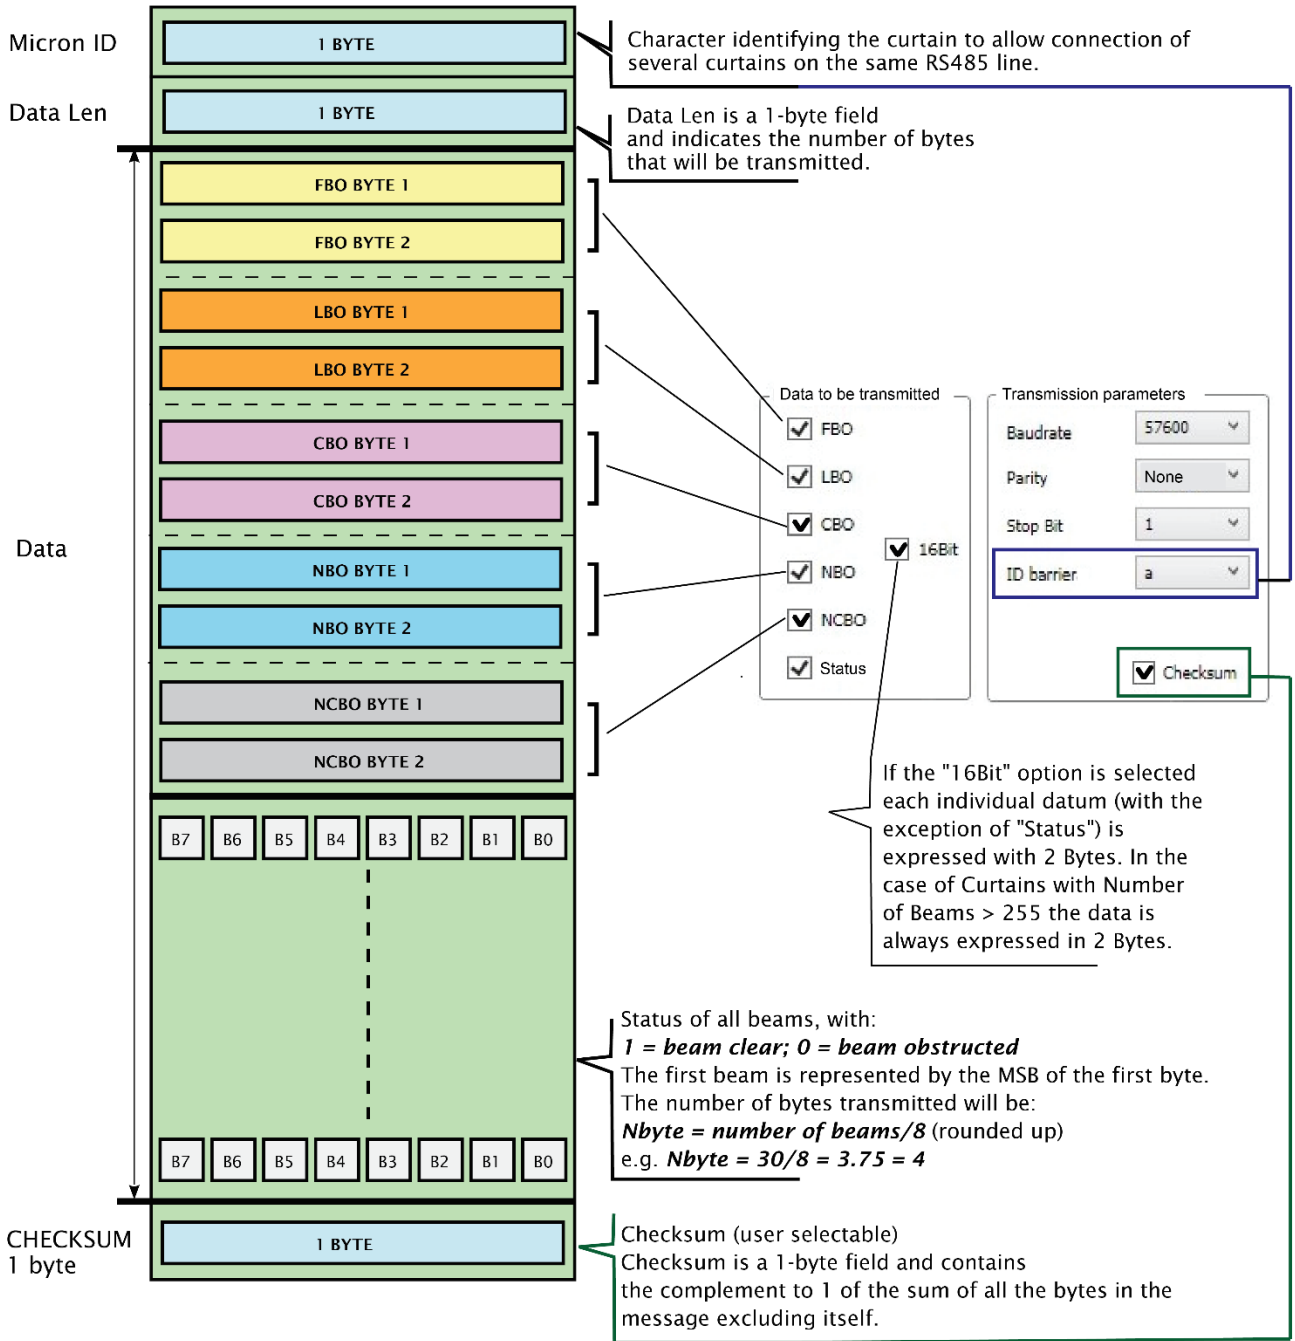 Micron ID
1 BYTE
Character identifying the curtain to allow connection of
several curtains on the same RS485 line.
Data Len
1 BYTE
Data Len is a 1-byte field
and indicates the number of bytes
that will be transmitted.
Data
FBO BYTE 1
FBO BYTE 2
LBO BYTE 1
LBO BYTE 2
CBO BYTE 1
CBO BYTE 2
NBO BYTE 1
NBO BYTE 2
NCBO BYTE 1
NCBO BYTE 2
Data to be transmitted
FBO
LBO
CBO
NBO
NCBO
Status
16Bit
Transmission parameters
Baudrate 57600
Parity None
Stop Bit 1
ID barrier a
Checksum
If the "16Bit" option is selected
each individual datum (with the
exception of "Status") is
expressed with 2 Bytes. In the
case of Curtains with Number
of Beams > 255 the data is
always expressed in 2 Bytes.
B7 B6 B5 B4 B3 B2 B1 B0
Status of all beams, with:
1 = beam clear; 0 = beam obstructed
The first beam is represented by the MSB of the first byte.
The number of bytes transmitted will be:
Nbyte = number of beams/8 (rounded up)
e.g. Nbyte = 30/8 = 3.75 = 4
B7 B6 B5 B4 B3 B2 B1 B0
CHECKSUM
1 byte
1 BYTE
Checksum (user selectable)
Checksum is a 1-byte field and contains
the complement to 1 of the sum of all the bytes in the
message excluding itself.